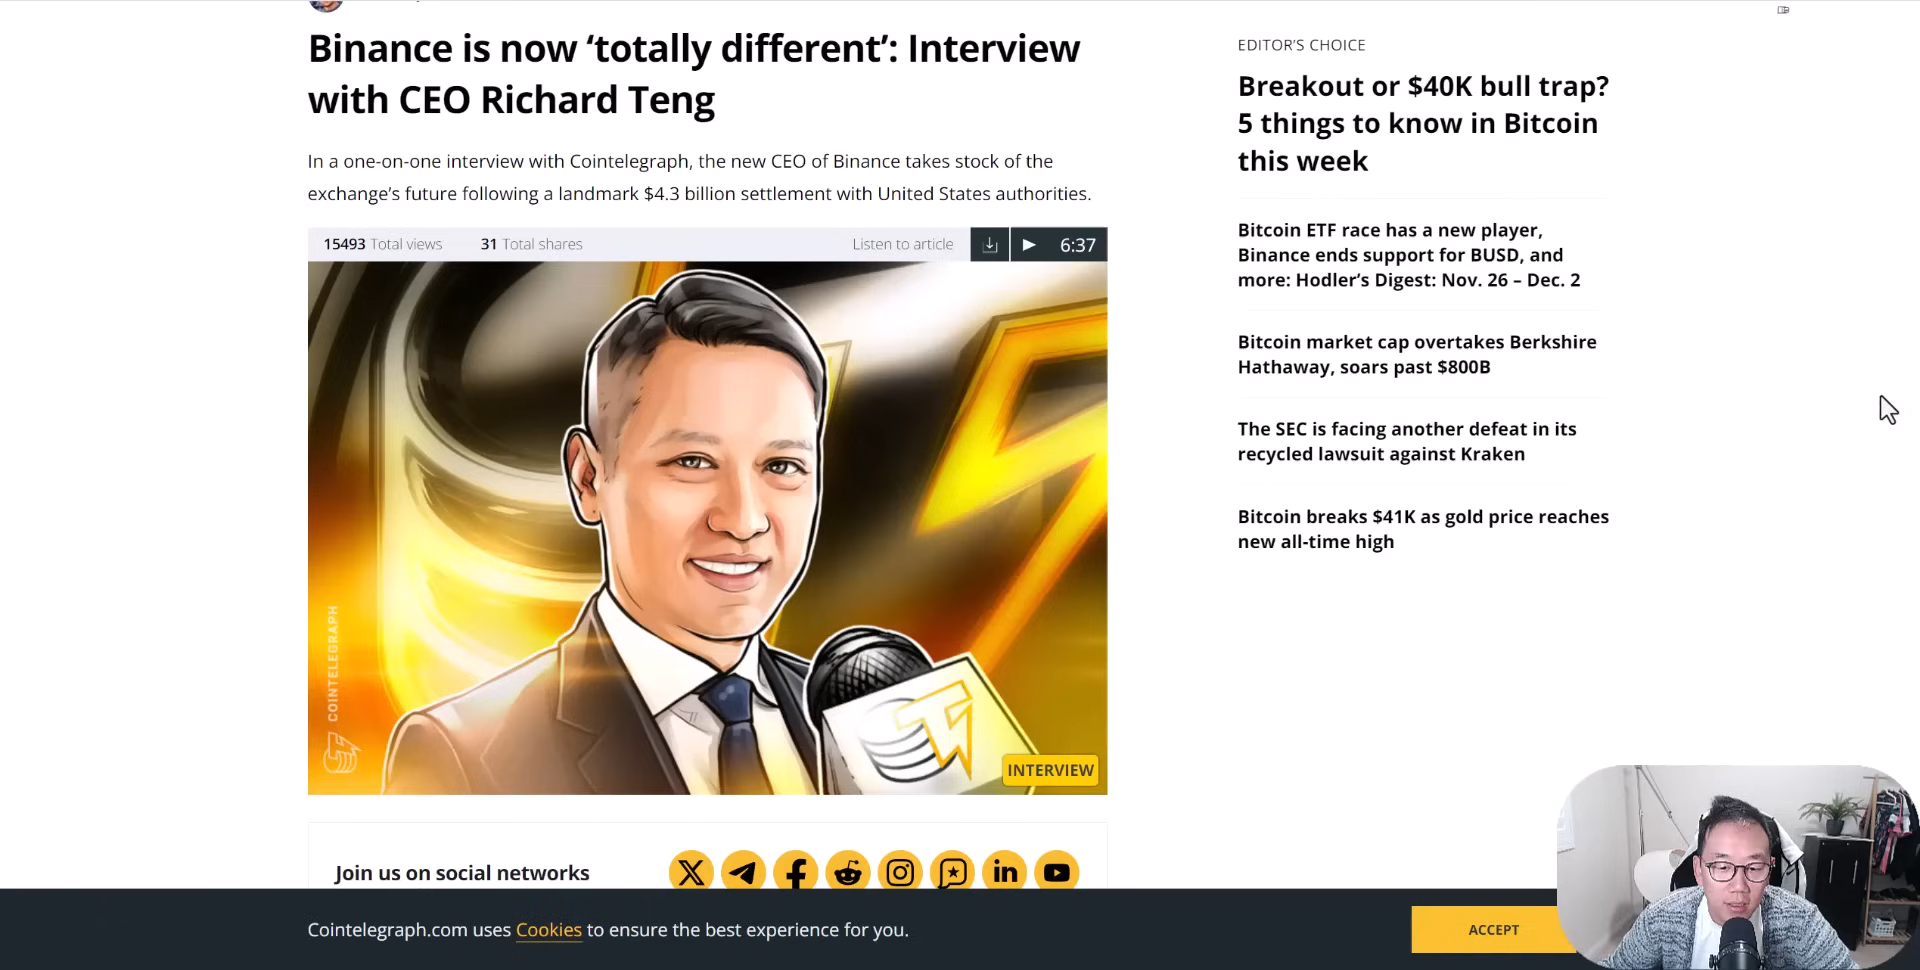 Binance is now ‘totally different’: Interview
with CEO Richard Teng
In a one-on-one interview with Cointelegraph, the new CEO of Binance takes stock of the
exchange’s future following a landmark $4.3 billion settlement with United States authorities.
15493 Total views 31 Total shares Listen to article 6:37
COINTELEGRAPH
INTERVIEW
Join us on social networks
EDITOR’S CHOICE
Breakout or $40K bull trap?
5 things to know in Bitcoin
this week
Bitcoin ETF race has a new player,
Binance ends support for BUSD, and
more: Hodler’s Digest: Nov. 26 – Dec. 2
Bitcoin market cap overtakes Berkshire
Hathaway, soars past $800B
The SEC is facing another defeat in its
recycled lawsuit against Kraken
Bitcoin breaks $41K as gold price reaches
new all-time high
Cointelegraph.com uses Cookies to ensure the best experience for you.
ACCEPT